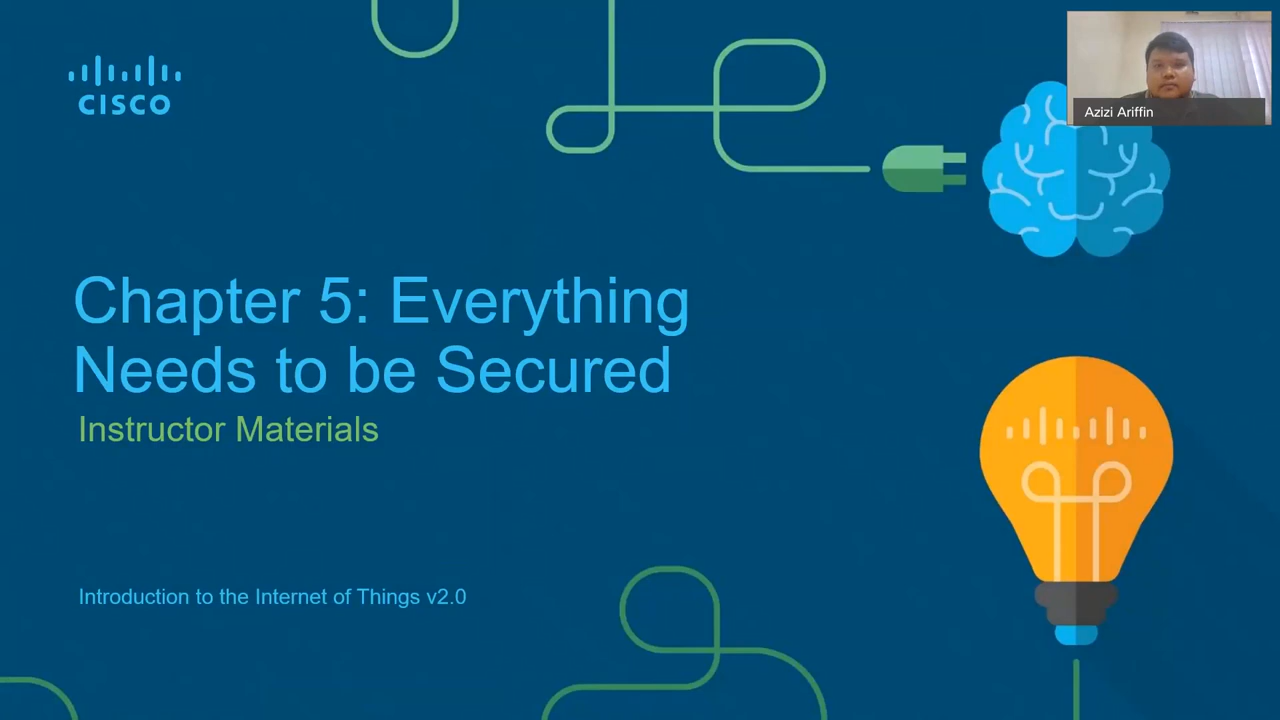 CISCO
Azizi Ariffin
Chapter 5: Everything
Needs to be Secured
Instructor Materials
Introduction to the Internet of Things v2.0